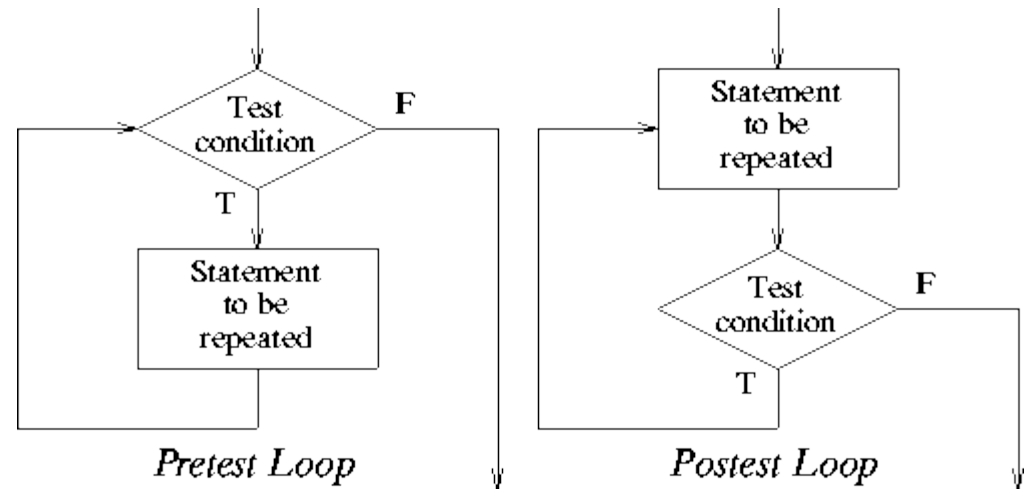 Test
condition
F
T
Statement
to be
repeated
Pretest Loop
Statement
to be
repeated
Test
condition
F
T
Postest Loop